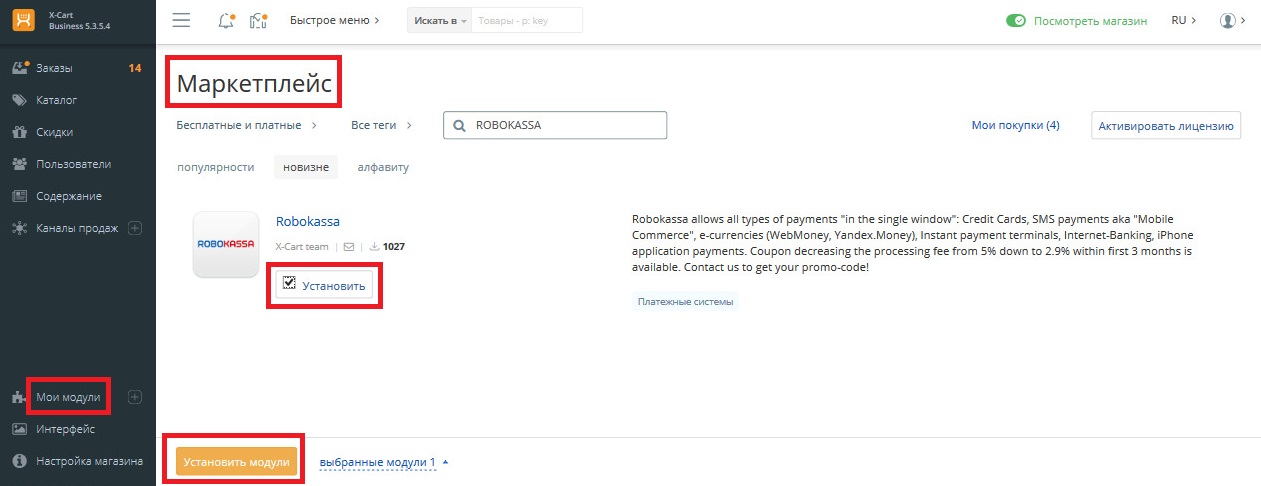 X-Cart
Business 5.3.5.4
Быстрое меню
Искать в
Товары - р: key
Посмотреть магазин
RU
Заказы
14
Каталог
Скидки
Пользователи
Содержание
Каналы продаж
Мои модули
Интерфейс
Настройка магазина
Маркетплейс
Бесплатные и платные
Все теги
ROBOKASSA
Мои покупки (4)
Активировать лицензию
популярности
новизне
алфавиту
ROBOKASSA
Robokassa
X-Cart team
1027
Установить
Robokassa allows all types of payments "in the single window": Credit Cards, SMS payments aka "Mobile
Commerce", e-currencies (WebMoney, Yandex.Money), Instant payment terminals, Internet-Banking, iPhone
application payments. Coupon decreasing the processing fee from 5% down to 2.9% within first 3 months is
available. Contact us to get your promo-code!
Платежные системы
Установить модули
выбранные модули 1